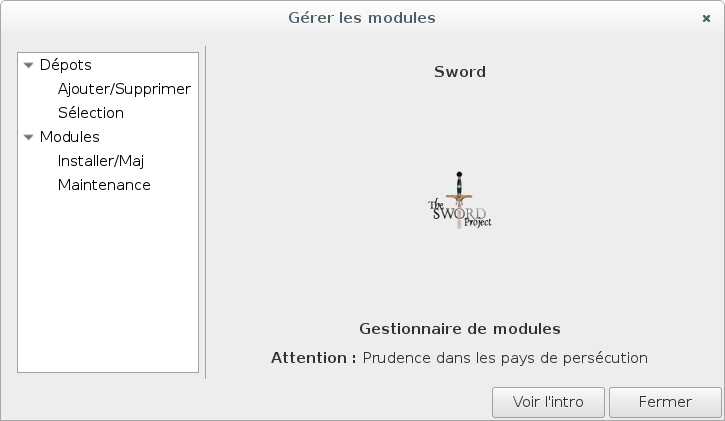 Gérer les modules
Dépots
Ajouter/Supprimer
Sélection
Modules
Installer/Maj
Maintenance
Sword
The
SWORD
Project
Gestionnaire de modules
Attention : Prudence dans les pays de persécution
Voir l'intro
Fermer